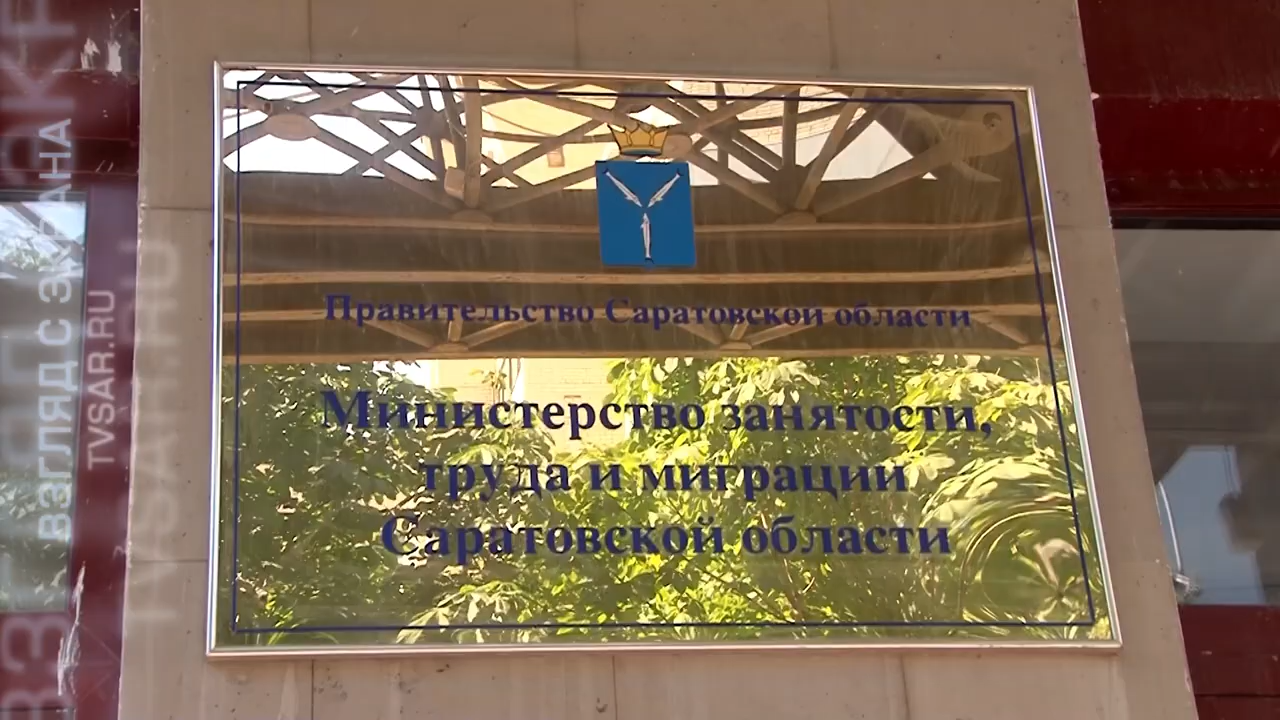 Правительство Саратовской области
Министерство занятости,
труда и миграции
Саратовской области
ВЗГЛЯД С ЭКРАНА
TVSAR.RU